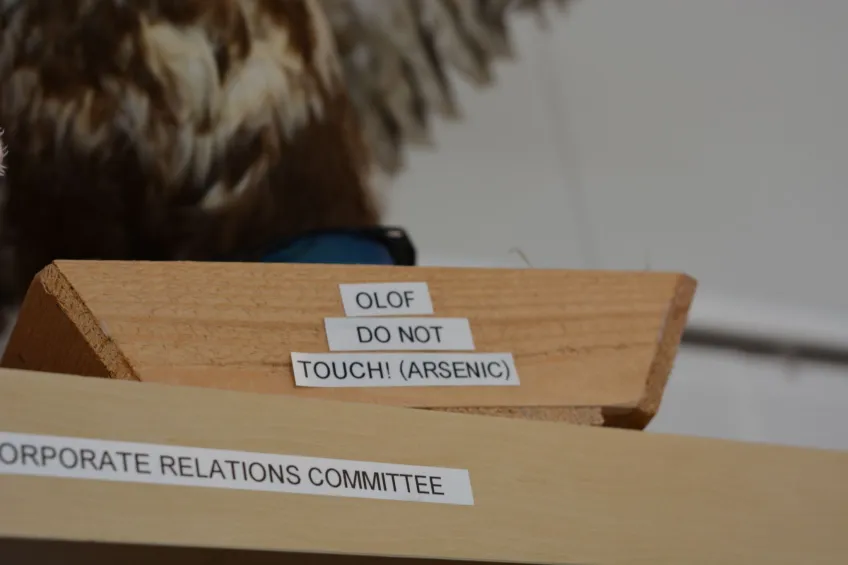 OLOF
DO NOT
TOUCH! (ARSENIC)
ORPORATE RELATIONS COMMITTEE